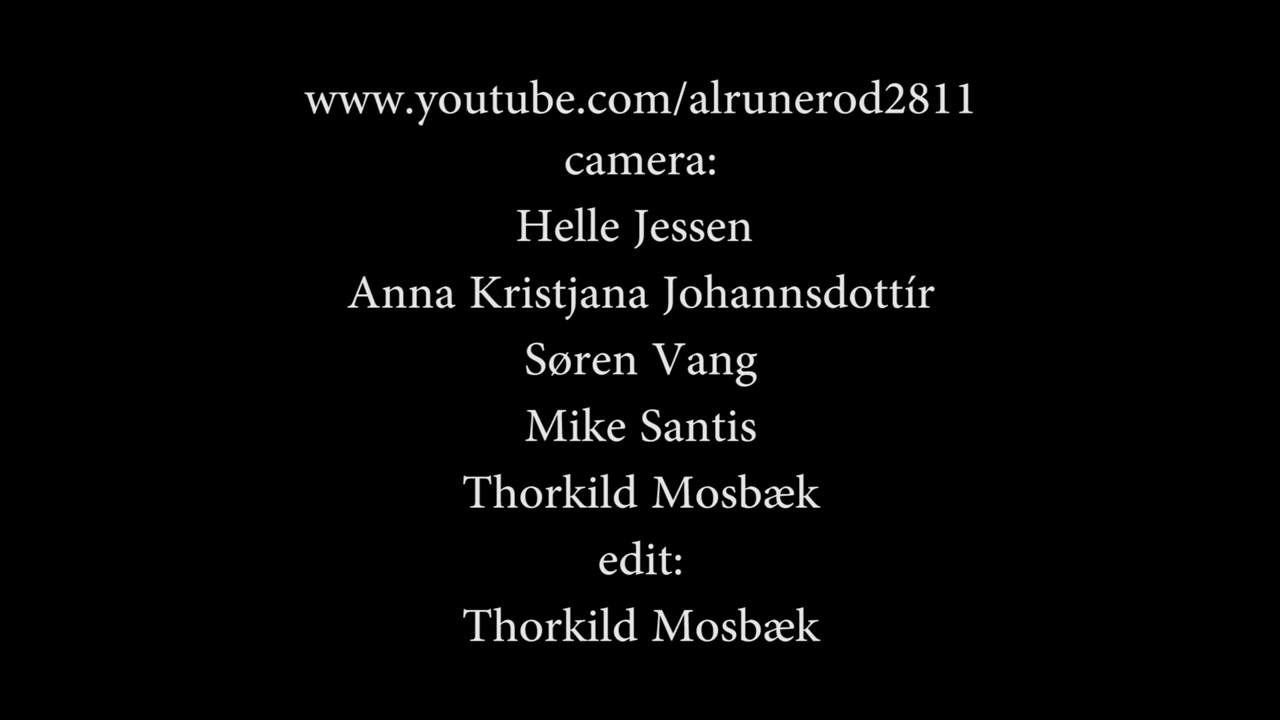 www.youtube.com/alrunerod2811
camera:
Helle Jessen
Anna Kristjana Johannsdottír
Søren Vang
Mike Santis
Thorkild Mosbæk
edit:
Thorkild Mosbæk